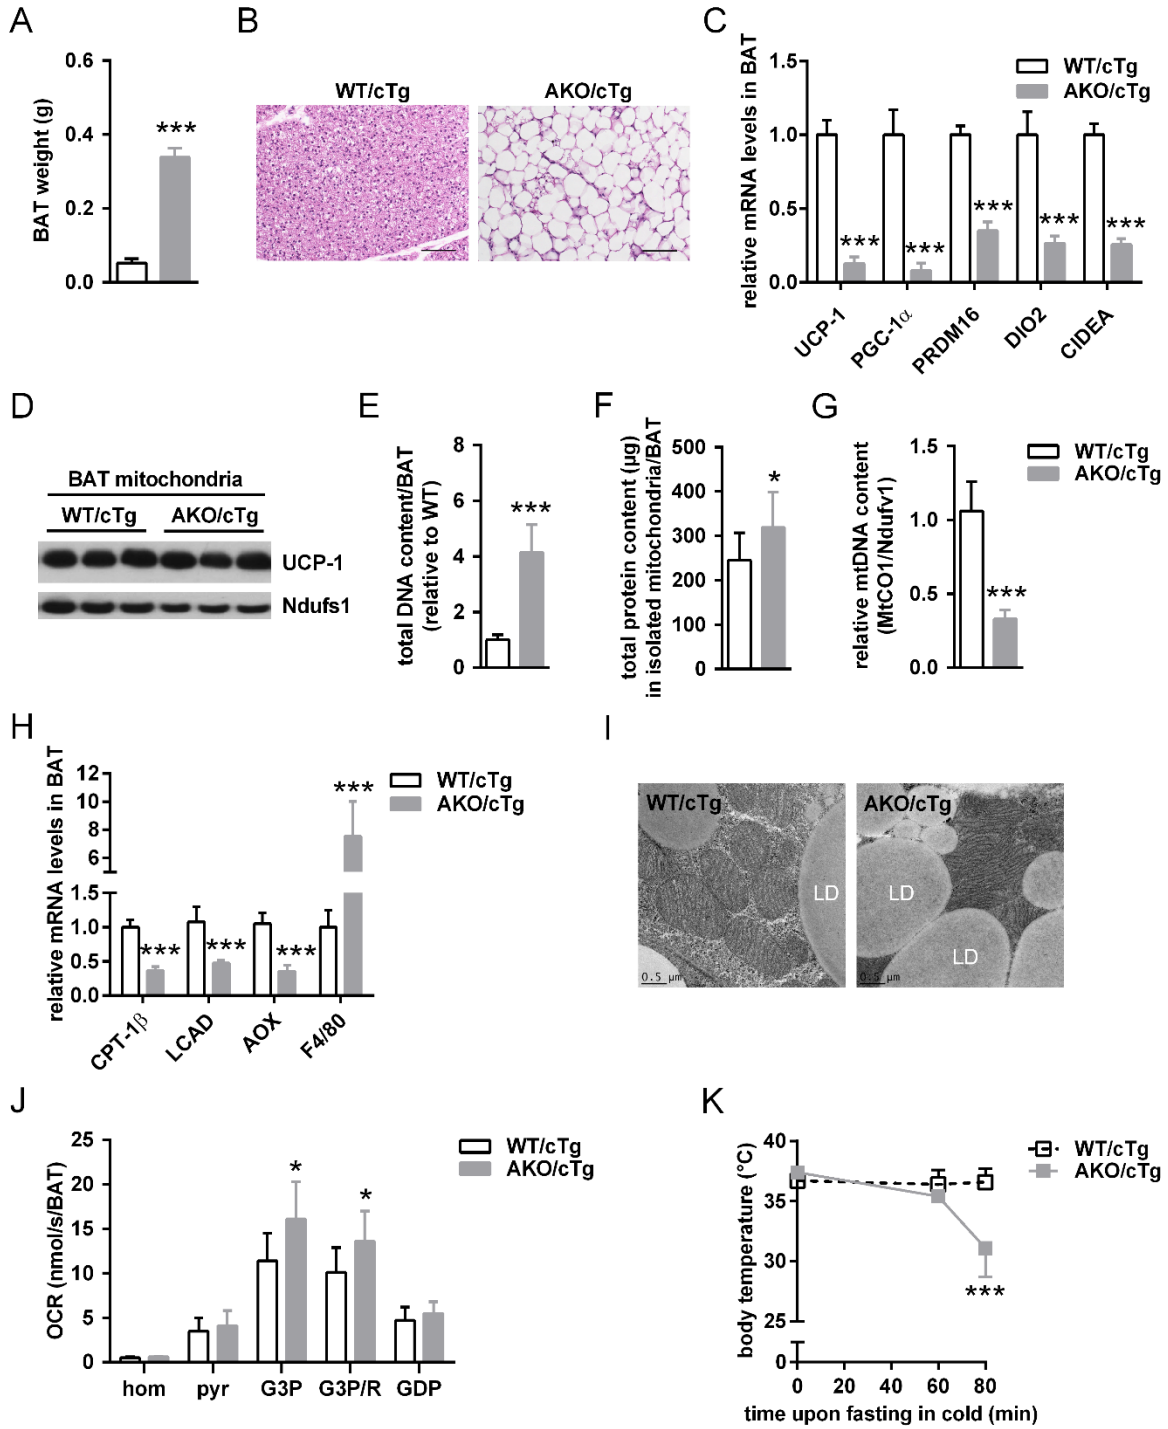 A
BAT weight (g)
0.6
0.4
0.2
0.0
***
B
WT/cTg
AKO/cTg
C
relative mRNA levels in BAT
1.5
1.0
0.5
0.0
WT/cTg
AKO/cTg
***
***
***
***
***
UCP-1
PGC-1α
PRDM16
DIO2
CIDEA
D
BAT mitochondria
WT/cTg AKO/cTg
UCP-1
Ndufs1
E
total DNA content/BAT
(relative to WT)
8
6
4
2
0
***
F
total protein content (µg)
in isolated mitochondria/BAT
500
400
300
200
100
0
*
G
relative mtDNA content
(MtCO1/Ndufv1)
1.5
1.0
0.5
0.0
***
WT/cTg
AKO/cTg
H
relative mRNA levels in BAT
12
10
8
6
1.5
1.0
0.5
0.0
***
***
***
***
WT/cTg
AKO/cTg
CPT-1β
LCAD
AOX
F4/80
I
WT/cTg
LD
0.5 µm
AKO/cTg
LD
LD
0.5 µm
J
OCR (nmol/s/BAT)
25
20
15
10
5
0
*
*
WT/cTg
AKO/cTg
hom pyr G3P G3P/R GDP
K
body temperature (°C)
40
35
30
25
0
***
WT/cTg
AKO/cTg
0 20 40 60 80
time upon fasting in cold (min)